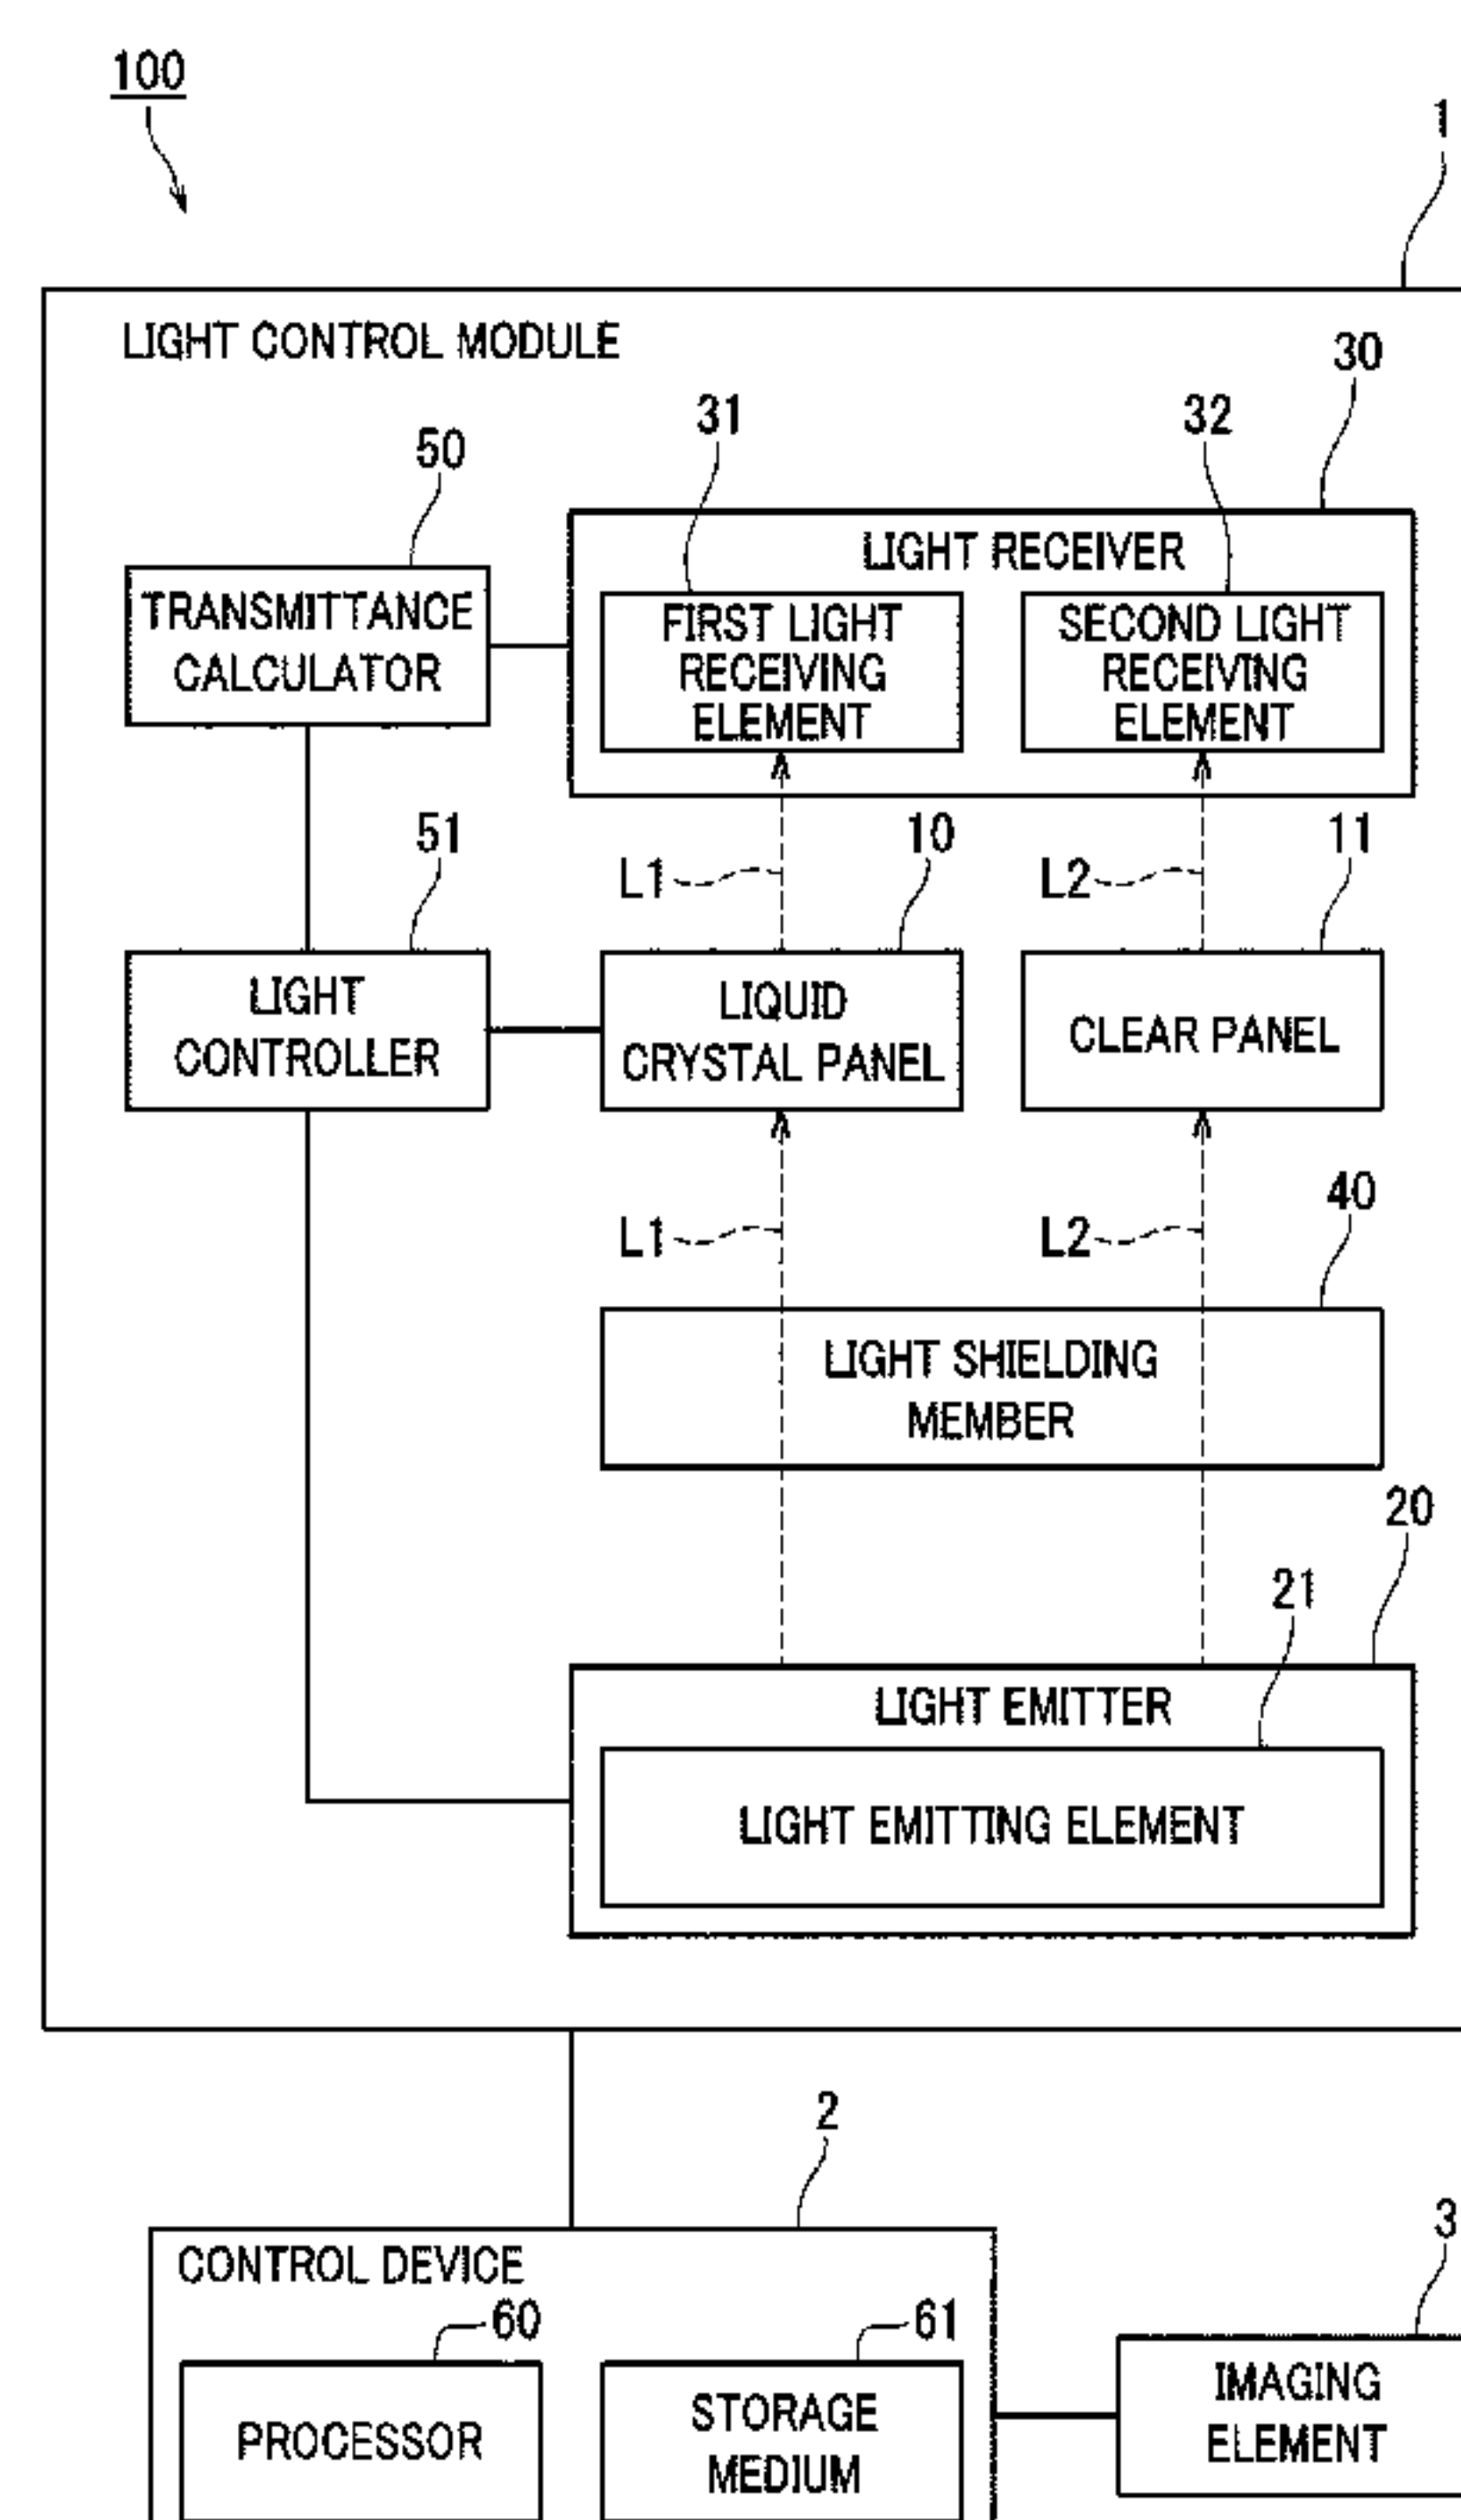 100
1
LIGHT CONTROL MODULE
30
31
32
50
LIGHT RECEIVER
TRANSMITTANCE
CALCULATOR
FIRST LIGHT
RECEIVING
ELEMENT
SECOND LIGHT
RECEIVING
ELEMENT
51
10
11
L1
L2
LIGHT
CONTROLLER
LIQUID
CRYSTAL PANEL
CLEAR PANEL
40
L1
L2
LIGHT SHIELDING
MEMBER
20
21
LIGHT EMITTER
LIGHT EMITTING ELEMENT
2
3
CONTROL DEVICE
60
61
PROCESSOR
STORAGE
MEDIUM
IMAGING
ELEMENT